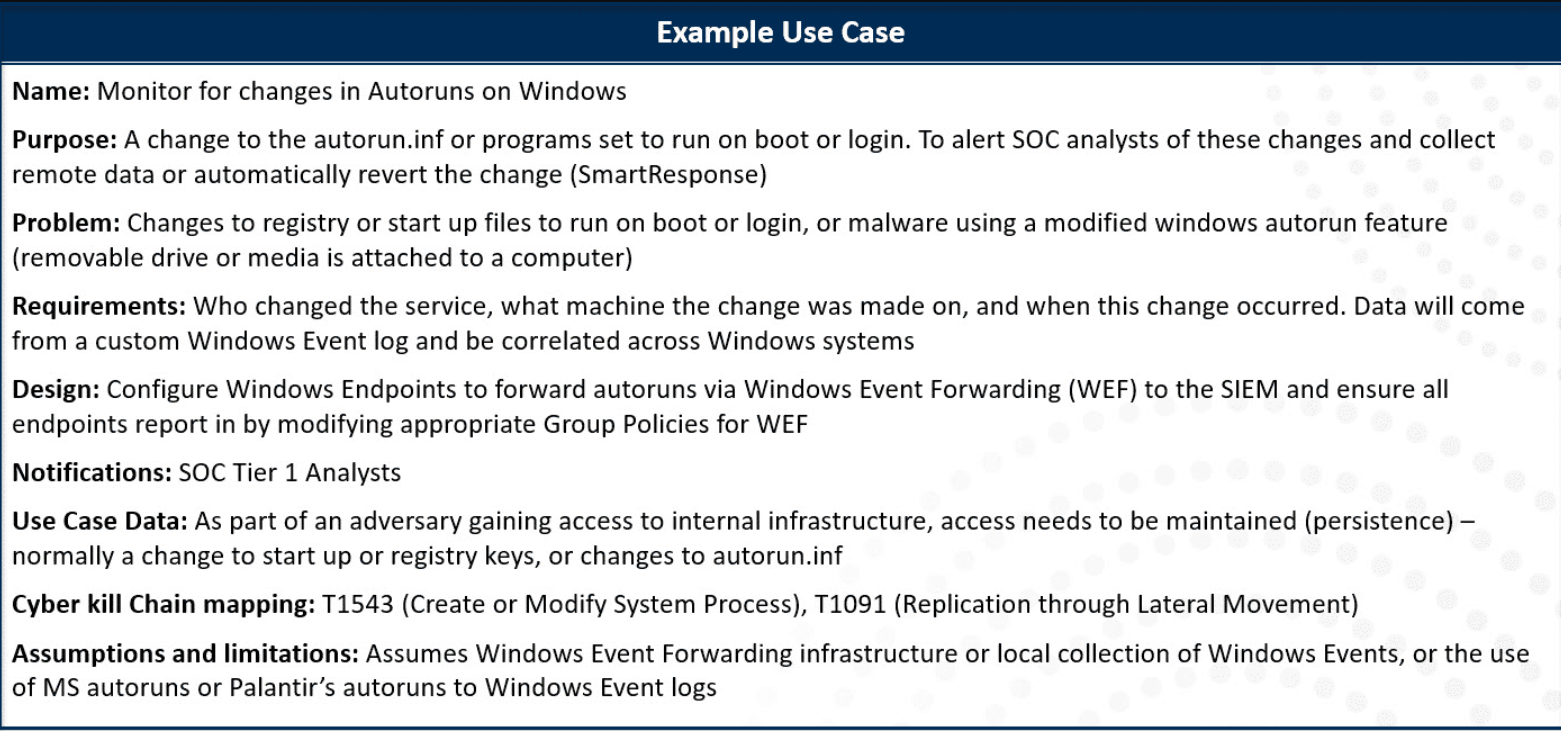 Example Use Case
Name: Monitor for changes in Autoruns on Windows
Purpose: A change to the autorun.inf or programs set to run on boot or login. To alert SOC analysts of these changes and collect
remote data or automatically revert the change (SmartResponse)
Problem: Changes to registry or start up files to run on boot or login, or malware using a modified windows autorun feature
(removable drive or media is attached to a computer)
Requirements: Who changed the service, what machine the change was made on, and when this change occurred. Data will come
from a custom Windows Event log and be correlated across Windows systems
Design: Configure Windows Endpoints to forward autoruns via Windows Event Forwarding (WEF) to the SIEM and ensure all
endpoints report in by modifying appropriate Group Policies for WEF
Notifications: SOC Tier 1 Analysts
Use Case Data: As part of an adversary gaining access to internal infrastructure, access needs to be maintained (persistence) –
normally a change to start up or registry keys, or changes to autorun.inf
Cyber kill Chain mapping: T1543 (Create or Modify System Process), T1091 (Replication through Lateral Movement)
Assumptions and limitations: Assumes Windows Event Forwarding infrastructure or local collection of Windows Events, or the use
of MS autoruns or Palantir’s autoruns to Windows Event logs